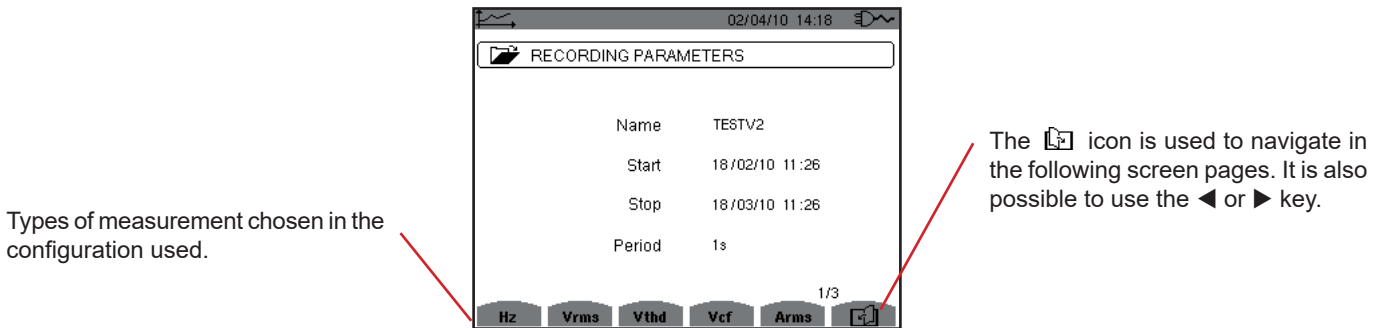 02/04/10 14:18
RECORDING PARAMETERS
Name TESTV2
Start 18/02/10 11:26
Stop 18/03/10 11:26
Period 1s
1/3
Hz Vrms Vthd Vcf Arms
Types of measurement chosen in the
configuration used.
The icon is used to navigate in
the following screen pages. It is also
possible to use the ◀ or ▶ key.